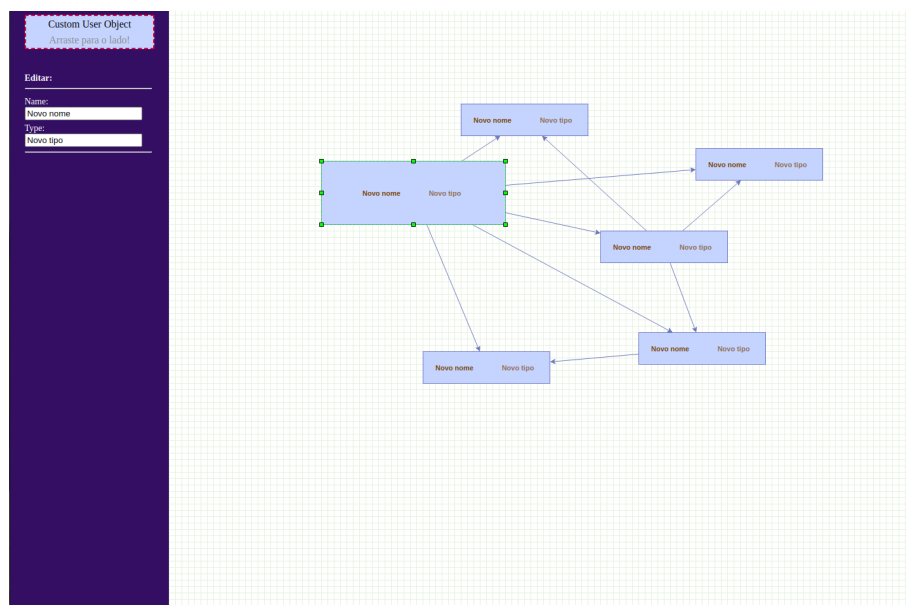 Custom User Object
Arraste para o lado!
Editar:
Name:
Novo nome
Type:
Novo tipo
Novo nome Novo tipo
Novo nome Novo tipo
Novo nome Novo tipo
Novo nome Novo tipo
Novo nome Novo tipo
Novo nome Novo tipo